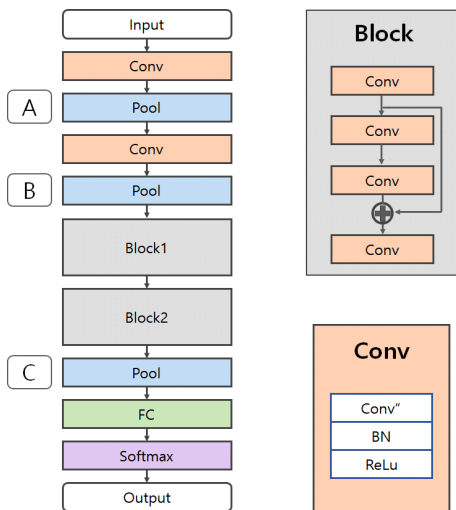 Input
Conv
A
Pool
Conv
B
Pool
Block1
Block2
C
Pool
FC
Softmax
Output
Block
Conv
Conv
Conv
Conv
Conv
Conv“
BN
ReLu